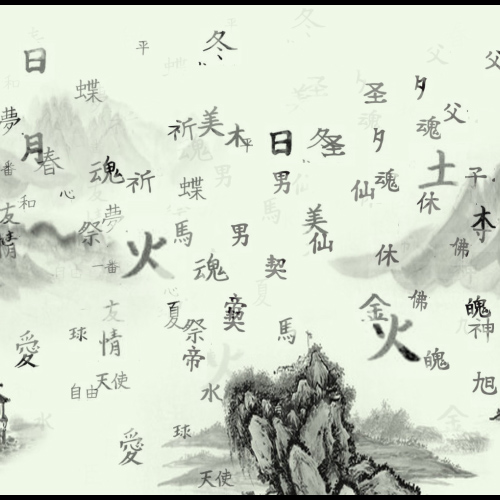 日
平
冬
蝶
夢
月
春
魂
祈
心
和
友情
祭
夢
一番
火
祈
美
木
平
蝶
馬
男
魂
契
日
男
冬
圣
美
仙
圣
夕
夕
魂
父
魂
仙
休
土
子
父
木
休
佛
佛
金
火
魄
神
魄
旭
愛
球
友情
自由
天使
夏
祭
帝
帝
契
馬
水
愛
球
天使